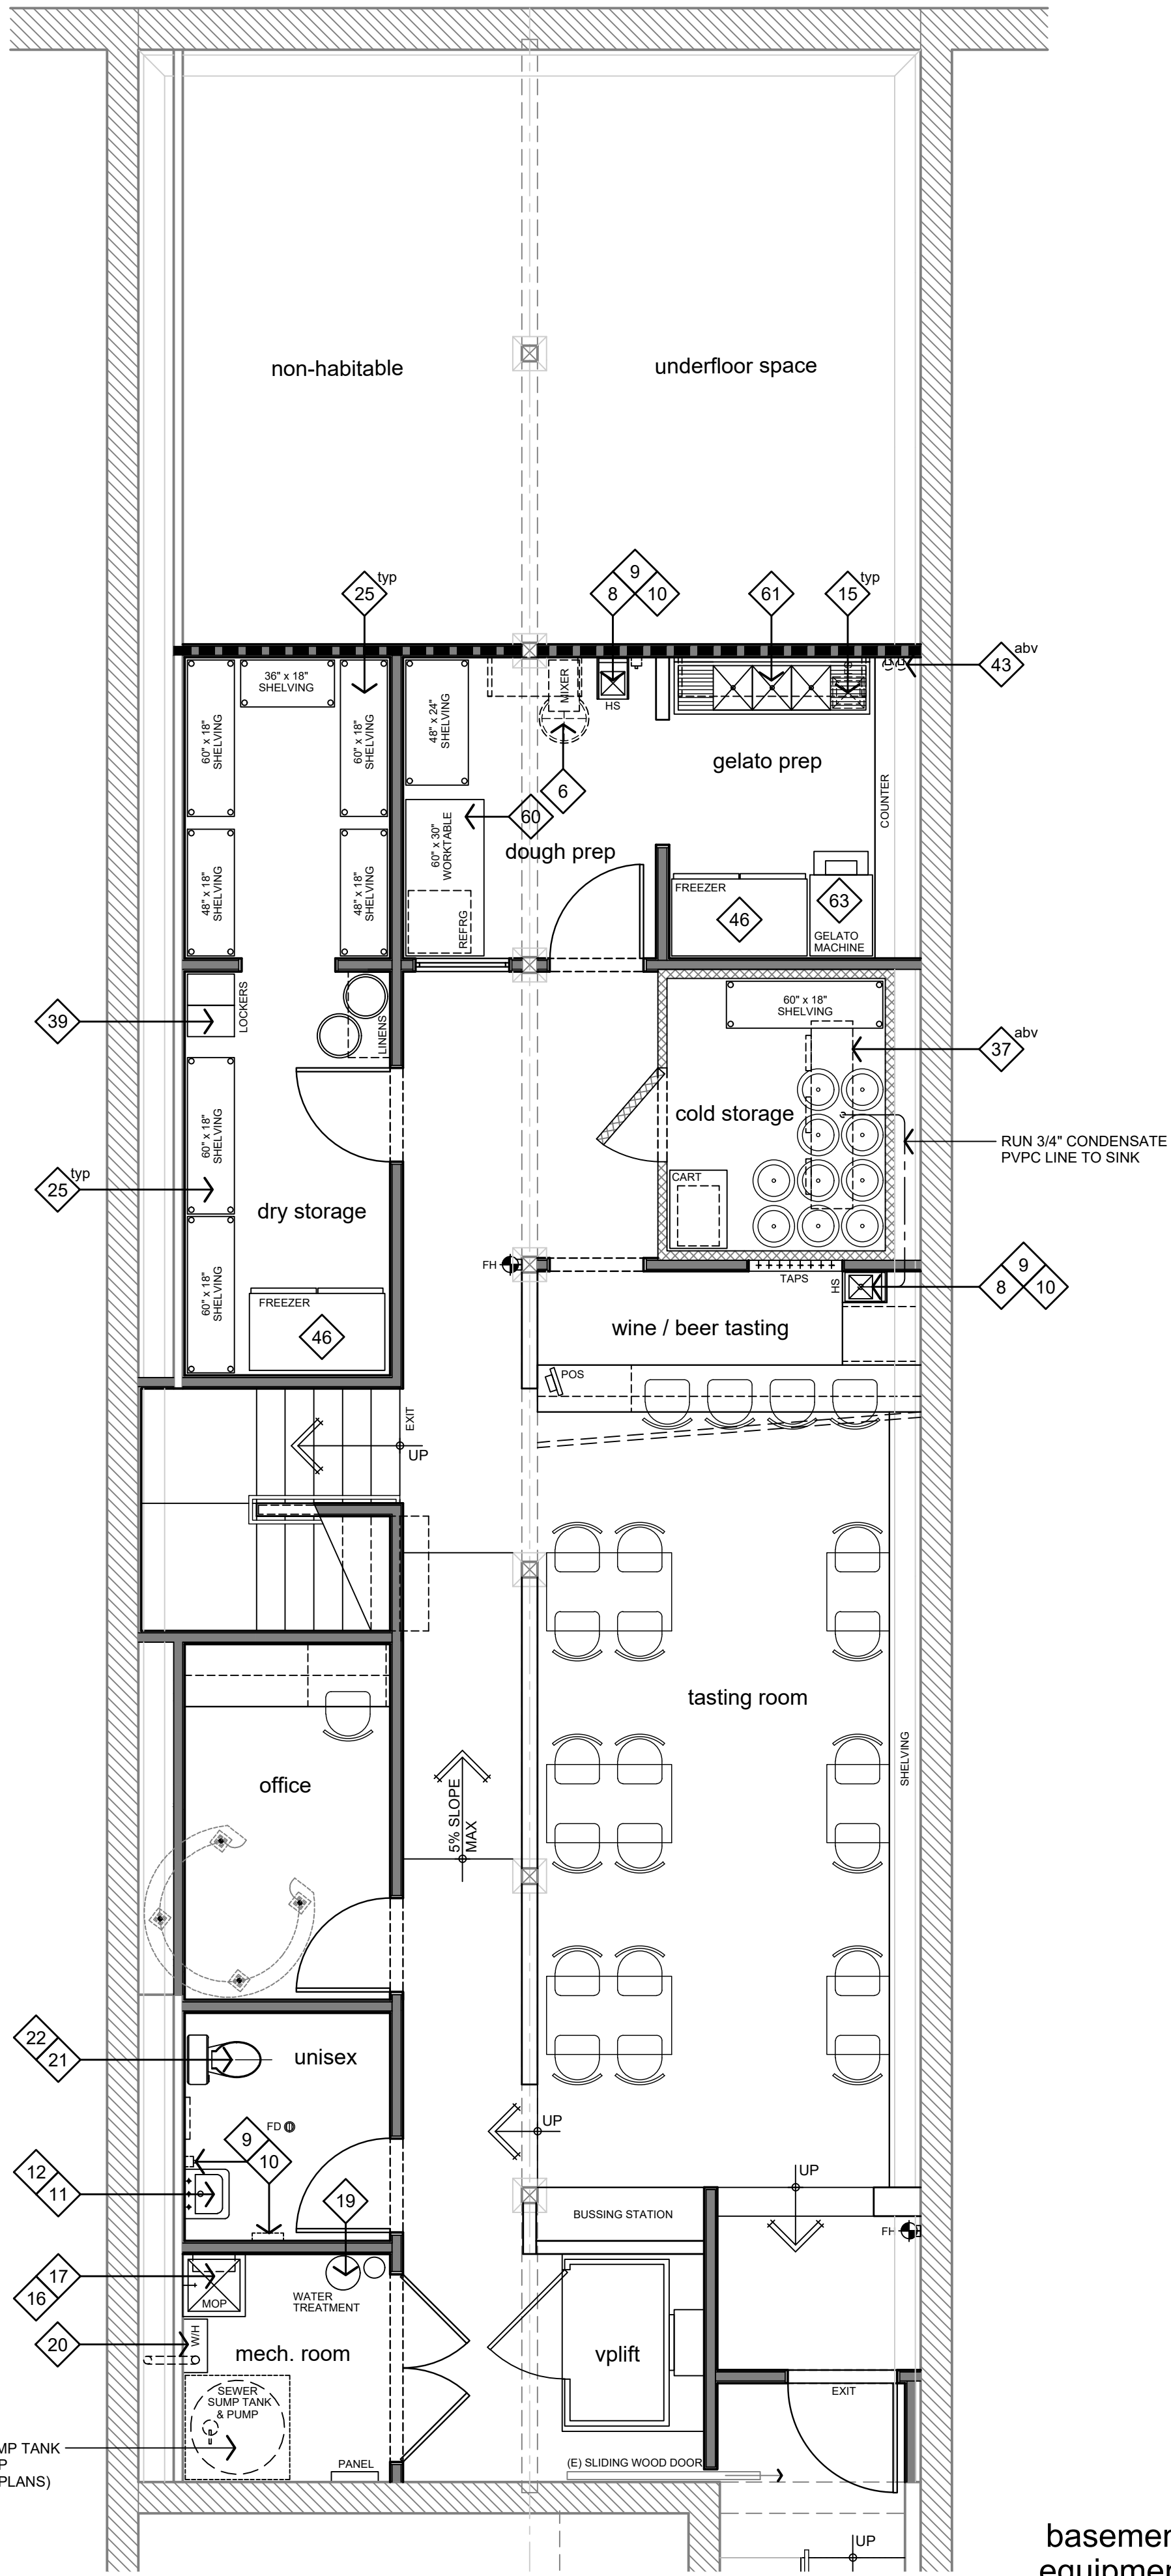 non-habitable
underfloor space
25
typ
9
8
10
61
15
typ
43
abv
36" x 18"
SHELVING
60" x 18"
SHELVING
60" x 18"
SHELVING
48" x 24"
SHELVING
MIXER
HS
6
gelato prep
COUNTER
60
60" x 30"
WORKTABLE
dough prep
48" x 18"
SHELVING
48" x 18"
SHELVING
REFRG
FREEZER
46
63
GELATO
MACHINE
39
LOCKERS
LINENS
60" x 18"
SHELVING
37
abv
cold storage
RUN 3/4" CONDENSATE
PVPC LINE TO SINK
60" x 18"
SHELVING
25
typ
dry storage
CART
60" x 18"
SHELVING
FREEZER
46
FH
TAPS
HS
9
8
10
wine / beer tasting
POS
EXIT
UP
tasting room
SHELVING
office
5% SLOPE
MAX
22
21
unisex
FD
9
10
12
11
19
UP
UP
BUSSING STATION
FH
17
16
MOP
WATER
TREATMENT
20
W/H
mech. room
vplift
SEWER
SUMP TANK
& PUMP
EXIT
MP TANK
P
PLANS)
PANEL
(E) SLIDING WOOD DOOR
UP
basemen
equipmen